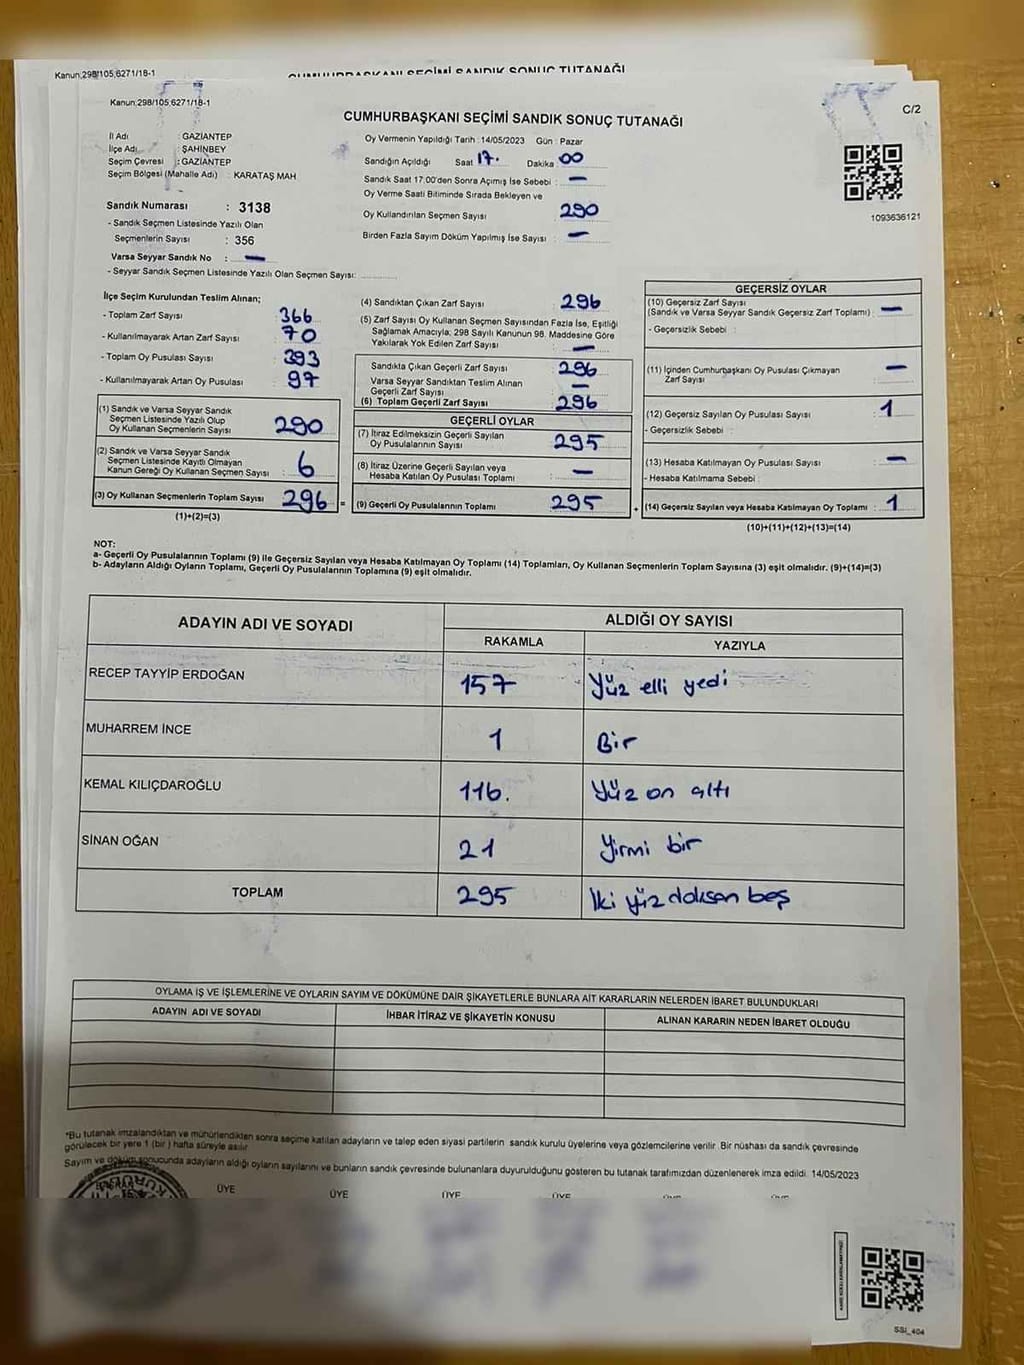 Kanun,298/105,6271/18-1
CUMHURBAŞKANI SEÇİMİ SANDIK SONUÇ TUTANAĞI
Kanun,298/105,6271/18-1
C/2
CUMHURBAŞKANI SEÇİMİ SANDIK SONUÇ TUTANAĞI
İl Adı : GAZİANTEP
İlçe Adı : ŞAHİNBEY
Seçim Çevresi : GAZİANTEP
Seçim Bölgesi (Mahalle Adı) : KARATAŞ MAH
Sandık Numarası : 3138
- Sandık Seçmen Listesinde Yazılı Olan
Seçmenlerin Sayısı : 356
Varsa Seyyar Sandık No : —
- Seyyar Sandık Seçmen Listesinde Yazılı Olan Seçmen Sayısı:
Oy Vermenin Yapıldığı Tarih : 14/05/2023 Gün : Pazar
Sandığın Açıldığı Saat 17. Dakika 00
Sandık Saat 17:00'den Sonra Açımış İse Sebebi : —
Oy Verme Saati Bitiminde Sırada Bekleyen ve
Oy Kullandırılan Seçmen Sayısı 290
Birden Fazla Sayım Döküm Yapılmış İse Sayısı : —
1093636121
İlçe Seçim Kurulundan Teslim Alınan;
- Toplam Zarf Sayısı : 366
- Kullanılmayarak Artan Zarf Sayısı : 70
- Toplam Oy Pusulası Sayısı : 393
- Kullanılmayarak Artan Oy Pusulası : 97
(1) Sandık ve Varsa Seyyar Sandık
Seçmen Listesinde Yazılı Olup
Oy Kullanan Seçmenlerin Sayısı : 290
(2) Sandık ve Varsa Seyyar Sandık
Seçmen Listesinde Kayıtlı Olmayan
Kanun Gereği Oy Kullanan Seçmen Sayısı : 6
(3) Oy Kullanan Seçmenlerin Toplam Sayısı : 296 =
(1)+(2)=(3)
(4) Sandıktan Çıkan Zarf Sayısı : 296
(5) Zarf Sayısı Oy Kullanan Seçmen Sayısından Fazla İse, Eşitliği
Sağlamak Amacıyla; 298 Sayılı Kanunun 98. Maddesine Göre
Yakılarak Yok Edilen Zarf Sayısı : —
Sandıkta Çıkan Geçerli Zarf Sayısı : 296
Varsa Seyyar Sandıktan Teslim Alınan
Geçerli Zarf Sayısı : —
(6) Toplam Geçerli Zarf Sayısı : 296
GEÇERLİ OYLAR
(7) İtiraz Edilmeksizin Geçerli Sayılan
Oy Pusulalarının Sayısı : 295
(8) İtiraz Üzerine Geçerli Sayılan veya
Hesaba Katılan Oy Pusulası Toplamı : —
(9) Geçerli Oy Pusulalarının Toplamı : 295 +
GEÇERSİZ OYLAR
(10) Geçersiz Zarf Sayısı
(Sandık ve Varsa Seyyar Sandık Geçersiz Zarf Toplamı) : —
- Geçersizlik Sebebi :
(11) İçinden Cumhurbaşkanı Oy Pusulası Çıkmayan
Zarf Sayısı : —
(12) Geçersiz Sayılan Oy Pusulası Sayısı : 1
- Geçersizlik Sebebi :
(13) Hesaba Katılmayan Oy Pusulası Sayısı : —
- Hesaba Katılmama Sebebi :
(14) Geçersiz Sayılan veya Hesaba Katılmayan Oy Toplamı : 1
(10)+(11)+(12)+(13)=(14)
NOT:
a- Geçerli Oy Pusulalarının Toplamı (9) ile Geçersiz Sayılan veya Hesaba Katılmayan Oy Toplamı (14) Toplamları, Oy Kullanan Seçmenlerin Toplam Sayısına (3) eşit olmalıdır. (9)+(14)=(3)
b- Adayların Aldığı Oyların Toplamı, Geçerli Oy Pusulalarının Toplamına (9) eşit olmalıdır.
ADAYIN ADI VE SOYADI ALDIĞI OY SAYISI
RAKAMLA YAZIYLA
RECEP TAYYİP ERDOĞAN 157 Yüz elli yedi
MUHARREM İNCE 1 Bir
KEMAL KILIÇDAROĞLU 116. Yüz on altı
SİNAN OĞAN 21 Yirmi bir
TOPLAM 295 İki yüz doksan beş
OYLAMA İŞ VE İŞLEMLERİNE VE OYLARIN SAYIM VE DÖKÜMÜNE DAİR ŞİKAYETLERLE BUNLARA AİT KARARLARIN NELERDEN İBARET BULUNDUKLARI
ADAYIN ADI VE SOYADI İHBAR İTİRAZ VE ŞİKAYETİN KONUSU ALINAN KARARIN NEDEN İBARET OLDUĞU
*Bu tutanak imzalandıktan ve mühürlendikten sonra seçime katılan adayların ve talep eden siyasi partilerin sandık kurulu üyelerine veya gözlemcilerine verilir. Bir nüshası da sandık çevresinde
görülecek bir yere 1 (bir ) hafta süreyle asılır.
Sayım ve döküm sonucunda adayların aldığı oyların sayılarını ve bunların sandık çevresinde bulunanlara duyurulduğunu gösteren bu tutanak tarafımızdan düzenlenerek imza edildi. 14/05/2023
BAŞKAN ÜYE ÜYE ÜYE ÜYE ÜYE ÜYE
SSİ_404